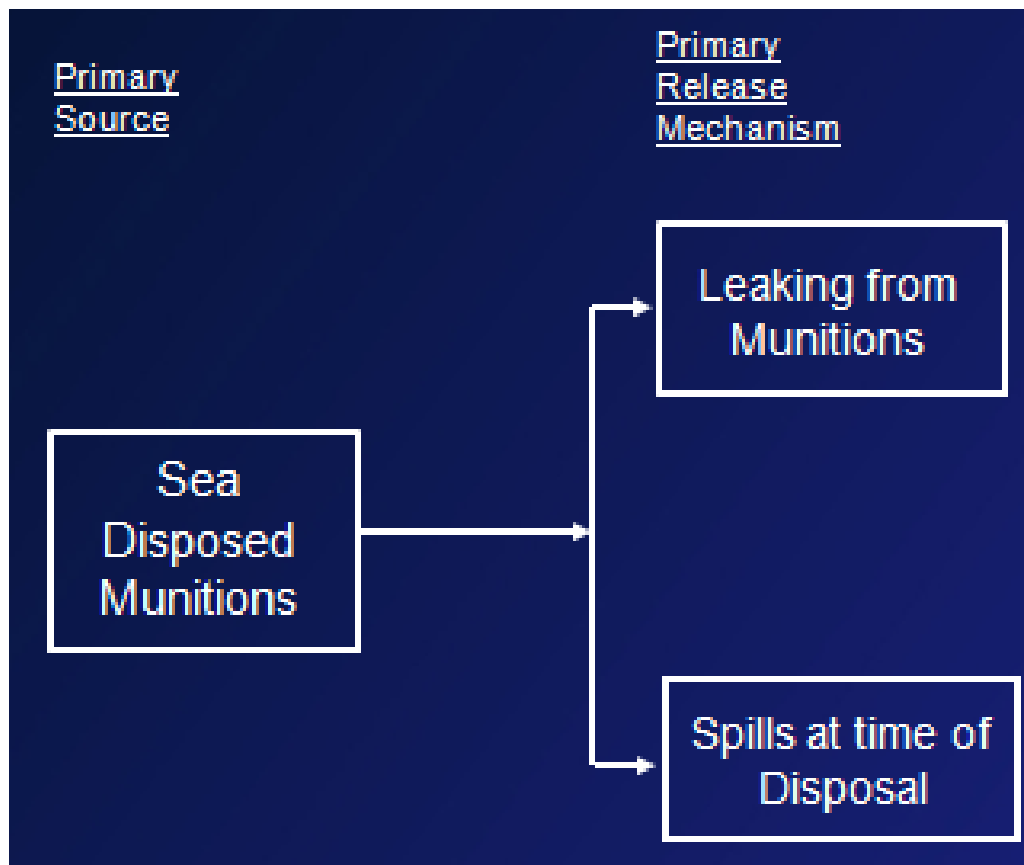 Primary
Source
Primary
Release
Mechanism
Leaking from
Munitions
Sea
Disposed
Munitions
Spills at time of
Disposal